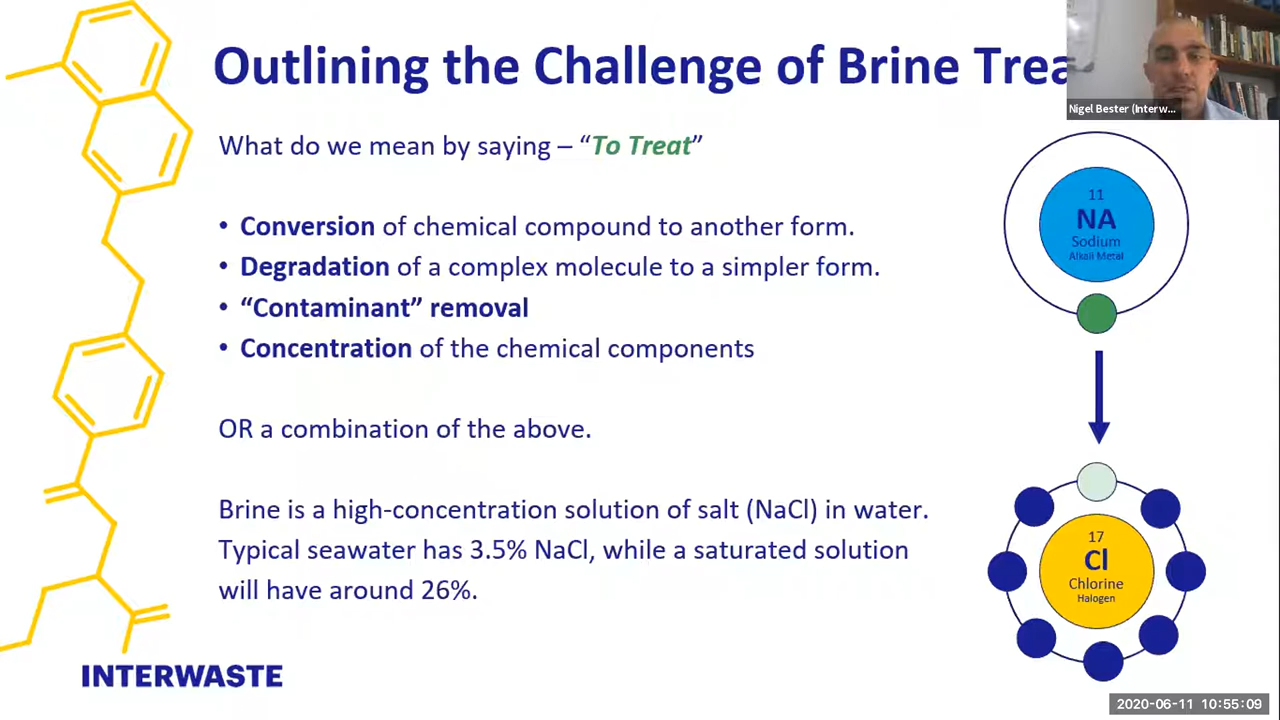 Outlining the Challenge of Brine Trea
Nigel Bester (Interw...
What do we mean by saying – “To Treat”
• Conversion of chemical compound to another form.
• Degradation of a complex molecule to a simpler form.
• “Contaminant” removal
• Concentration of the chemical components
OR a combination of the above.
Brine is a high-concentration solution of salt (NaCl) in water.
Typical seawater has 3.5% NaCl, while a saturated solution
will have around 26%.
11
NA
Sodium
Alkali Metal
17
Cl
Chlorine
Halogen
INTERWASTE
2020-06-11 10:55:09